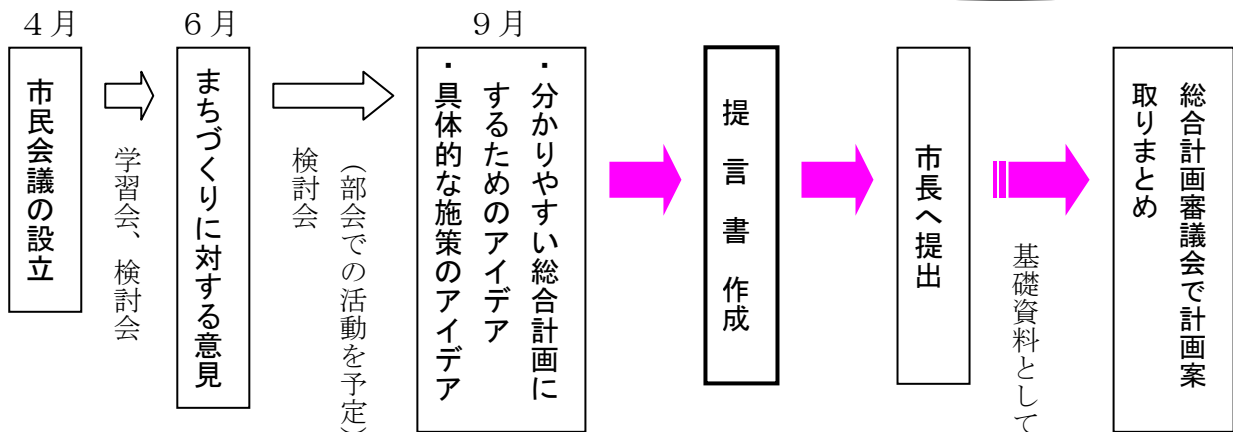 4月
市民会議の設立
学習会、検討会
6月
まちづくりに対する意見
検討会
(部会での活動を予定)
9月
・分かりやすい総合計画に
するためのアイデア
・具体的な施策のアイデア
提言書作成
市長へ提出
基礎資料として
総合計画審議会で計画案
取りまとめ